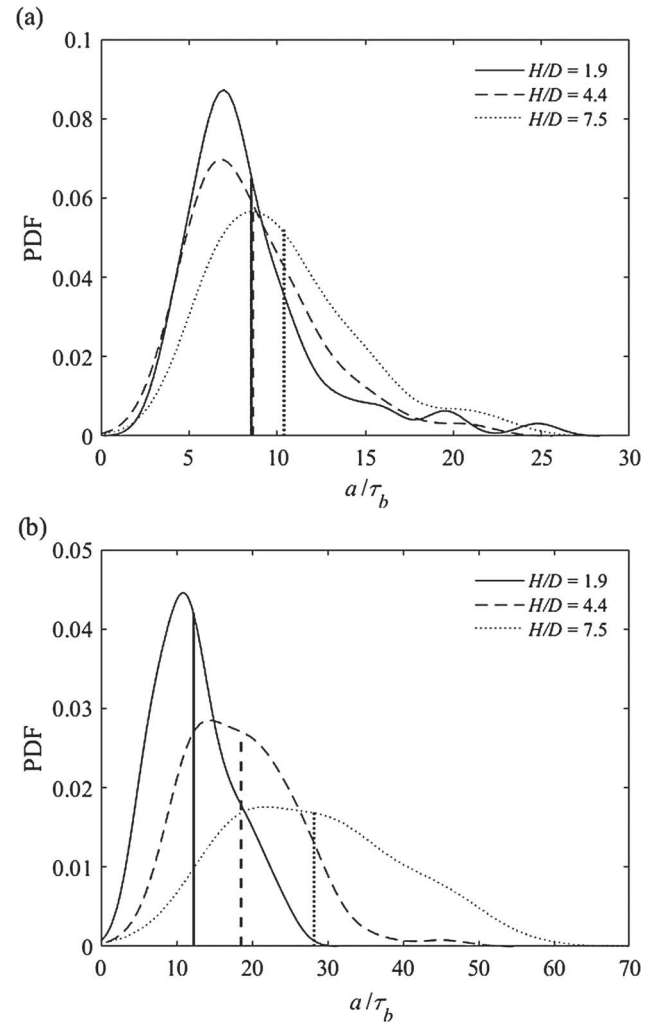 (a)
0.1
0.08
0.06
0.04
0.02
0
PDF
H/D = 1.9
H/D = 4.4
H/D = 7.5
0 5 10 15 20 25 30
a/τb
(b)
0.05
0.04
0.03
0.02
0.01
0
PDF
H/D = 1.9
H/D = 4.4
H/D = 7.5
0 10 20 30 40 50 60 70
a/τb